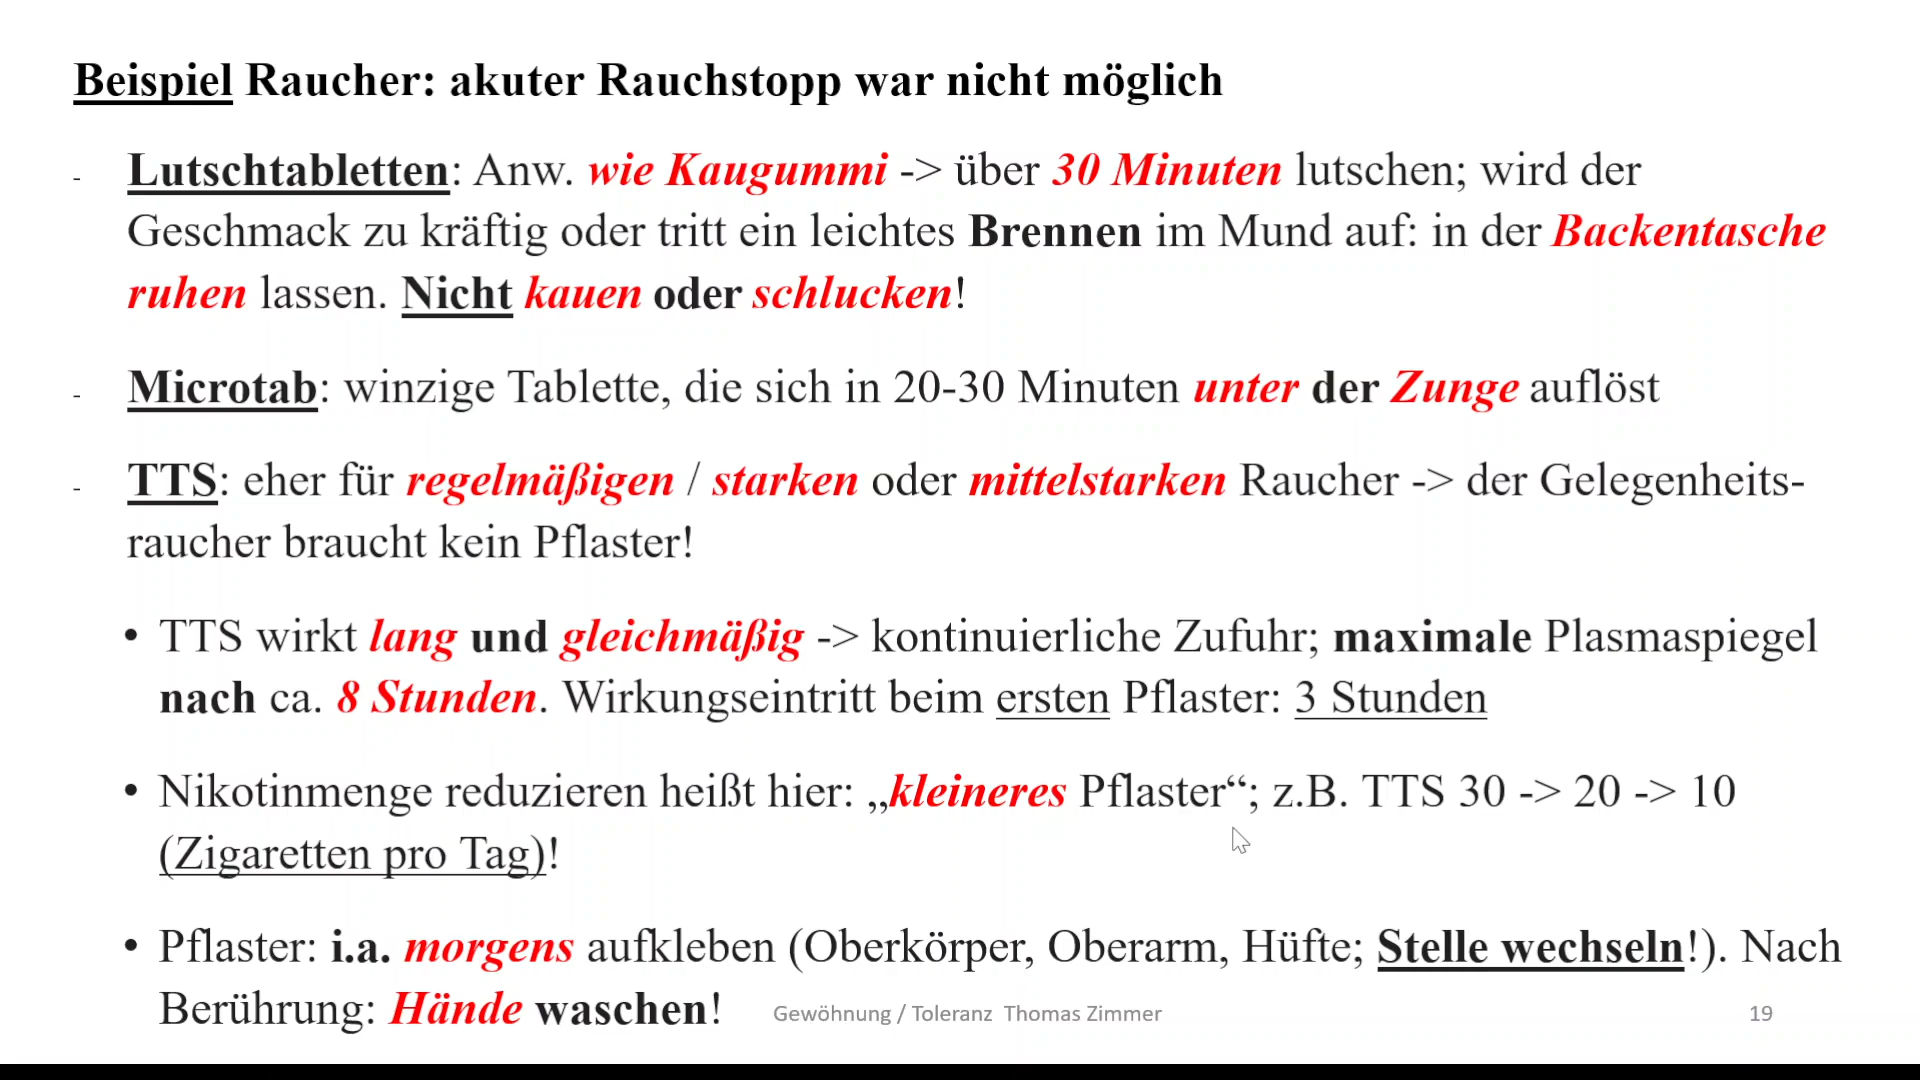 Beispiel Raucher: akuter Rauchstopp war nicht möglich
- Lutschtabletten: Anw. wie Kaugummi -> über 30 Minuten lutschen; wird der
Geschmack zu kräftig oder tritt ein leichtes Brennen im Mund auf: in der Backentasche
ruhen lassen. Nicht kauen oder schlucken!
- Microtab: winzige Tablette, die sich in 20-30 Minuten unter der Zunge auflöst
- TTS: eher für regelmäßigen / starken oder mittelstarken Raucher -> der Gelegenheits-
raucher braucht kein Pflaster!
• TTS wirkt lang und gleichmäßig -> kontinuierliche Zufuhr; maximale Plasmaspiegel
nach ca. 8 Stunden. Wirkungseintritt beim ersten Pflaster: 3 Stunden
• Nikotinmenge reduzieren heißt hier: „kleineres Pflaster“; z.B. TTS 30 -> 20 -> 10
(Zigaretten pro Tag)!
• Pflaster: i.a. morgens aufkleben (Oberkörper, Oberarm, Hüfte; Stelle wechseln!). Nach
Berührung: Hände waschen!
Gewöhnung / Toleranz Thomas Zimmer
19